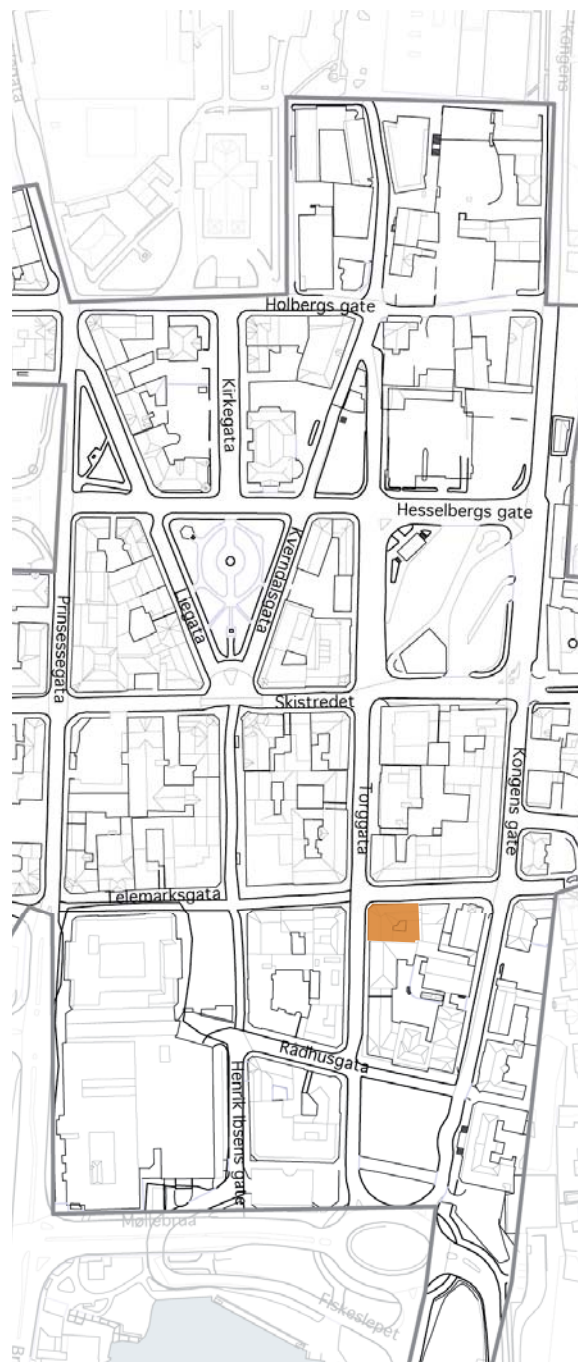 Kongens
Holbergs gate
Kirkegata
Hesselbergs gate
Kverndalsgata
Liegata
Prinsessegata
Skistredet
Torggata
Kongens gate
Telemarksgata
Rådhusgata
Henrik Ibsens gate
Møllebrua
Fiskeslepet